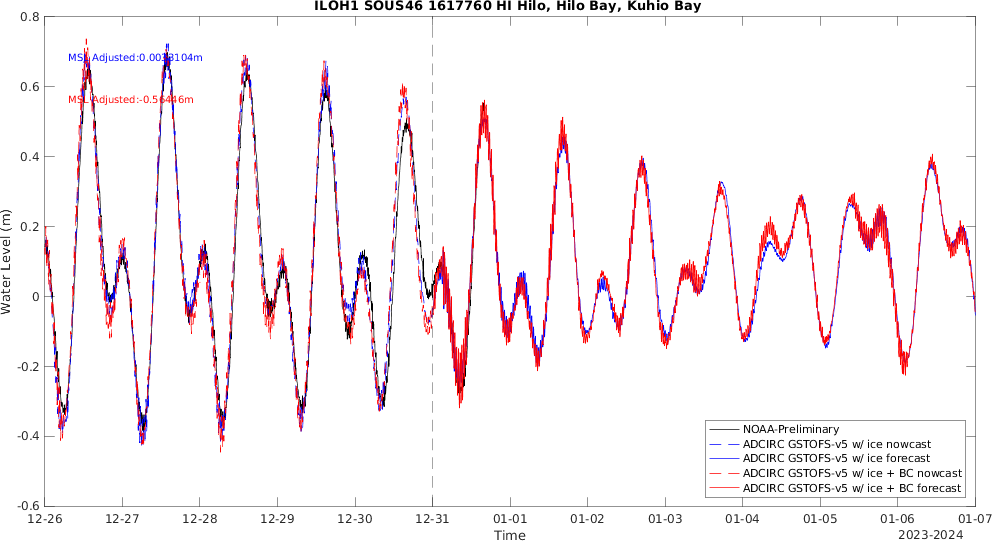 ILOH1 SOUS46 1617760 HI Hilo, Hilo Bay, Kuhio Bay
0.8
MSL Adjusted:
MSL Adjusted:-0.56446m
0.6
0.4
0.2
0
-0.2
-0.4
-0.6
Water Level (m)
NOAA-Preliminary
ADCIRC GSTOFS-v5 w/ ice nowcast
ADCIRC GSTOFS-v5 w/ ice forecast
ADCIRC GSTOFS-v5 w/ ice + BC nowcast
ADCIRC GSTOFS-v5 w/ ice + BC forecast
12-26 12-27 12-28 12-29 12-30 12-31 01-01 01-02 01-03 01-04 01-05 01-06 01-07
Time
2023-2024